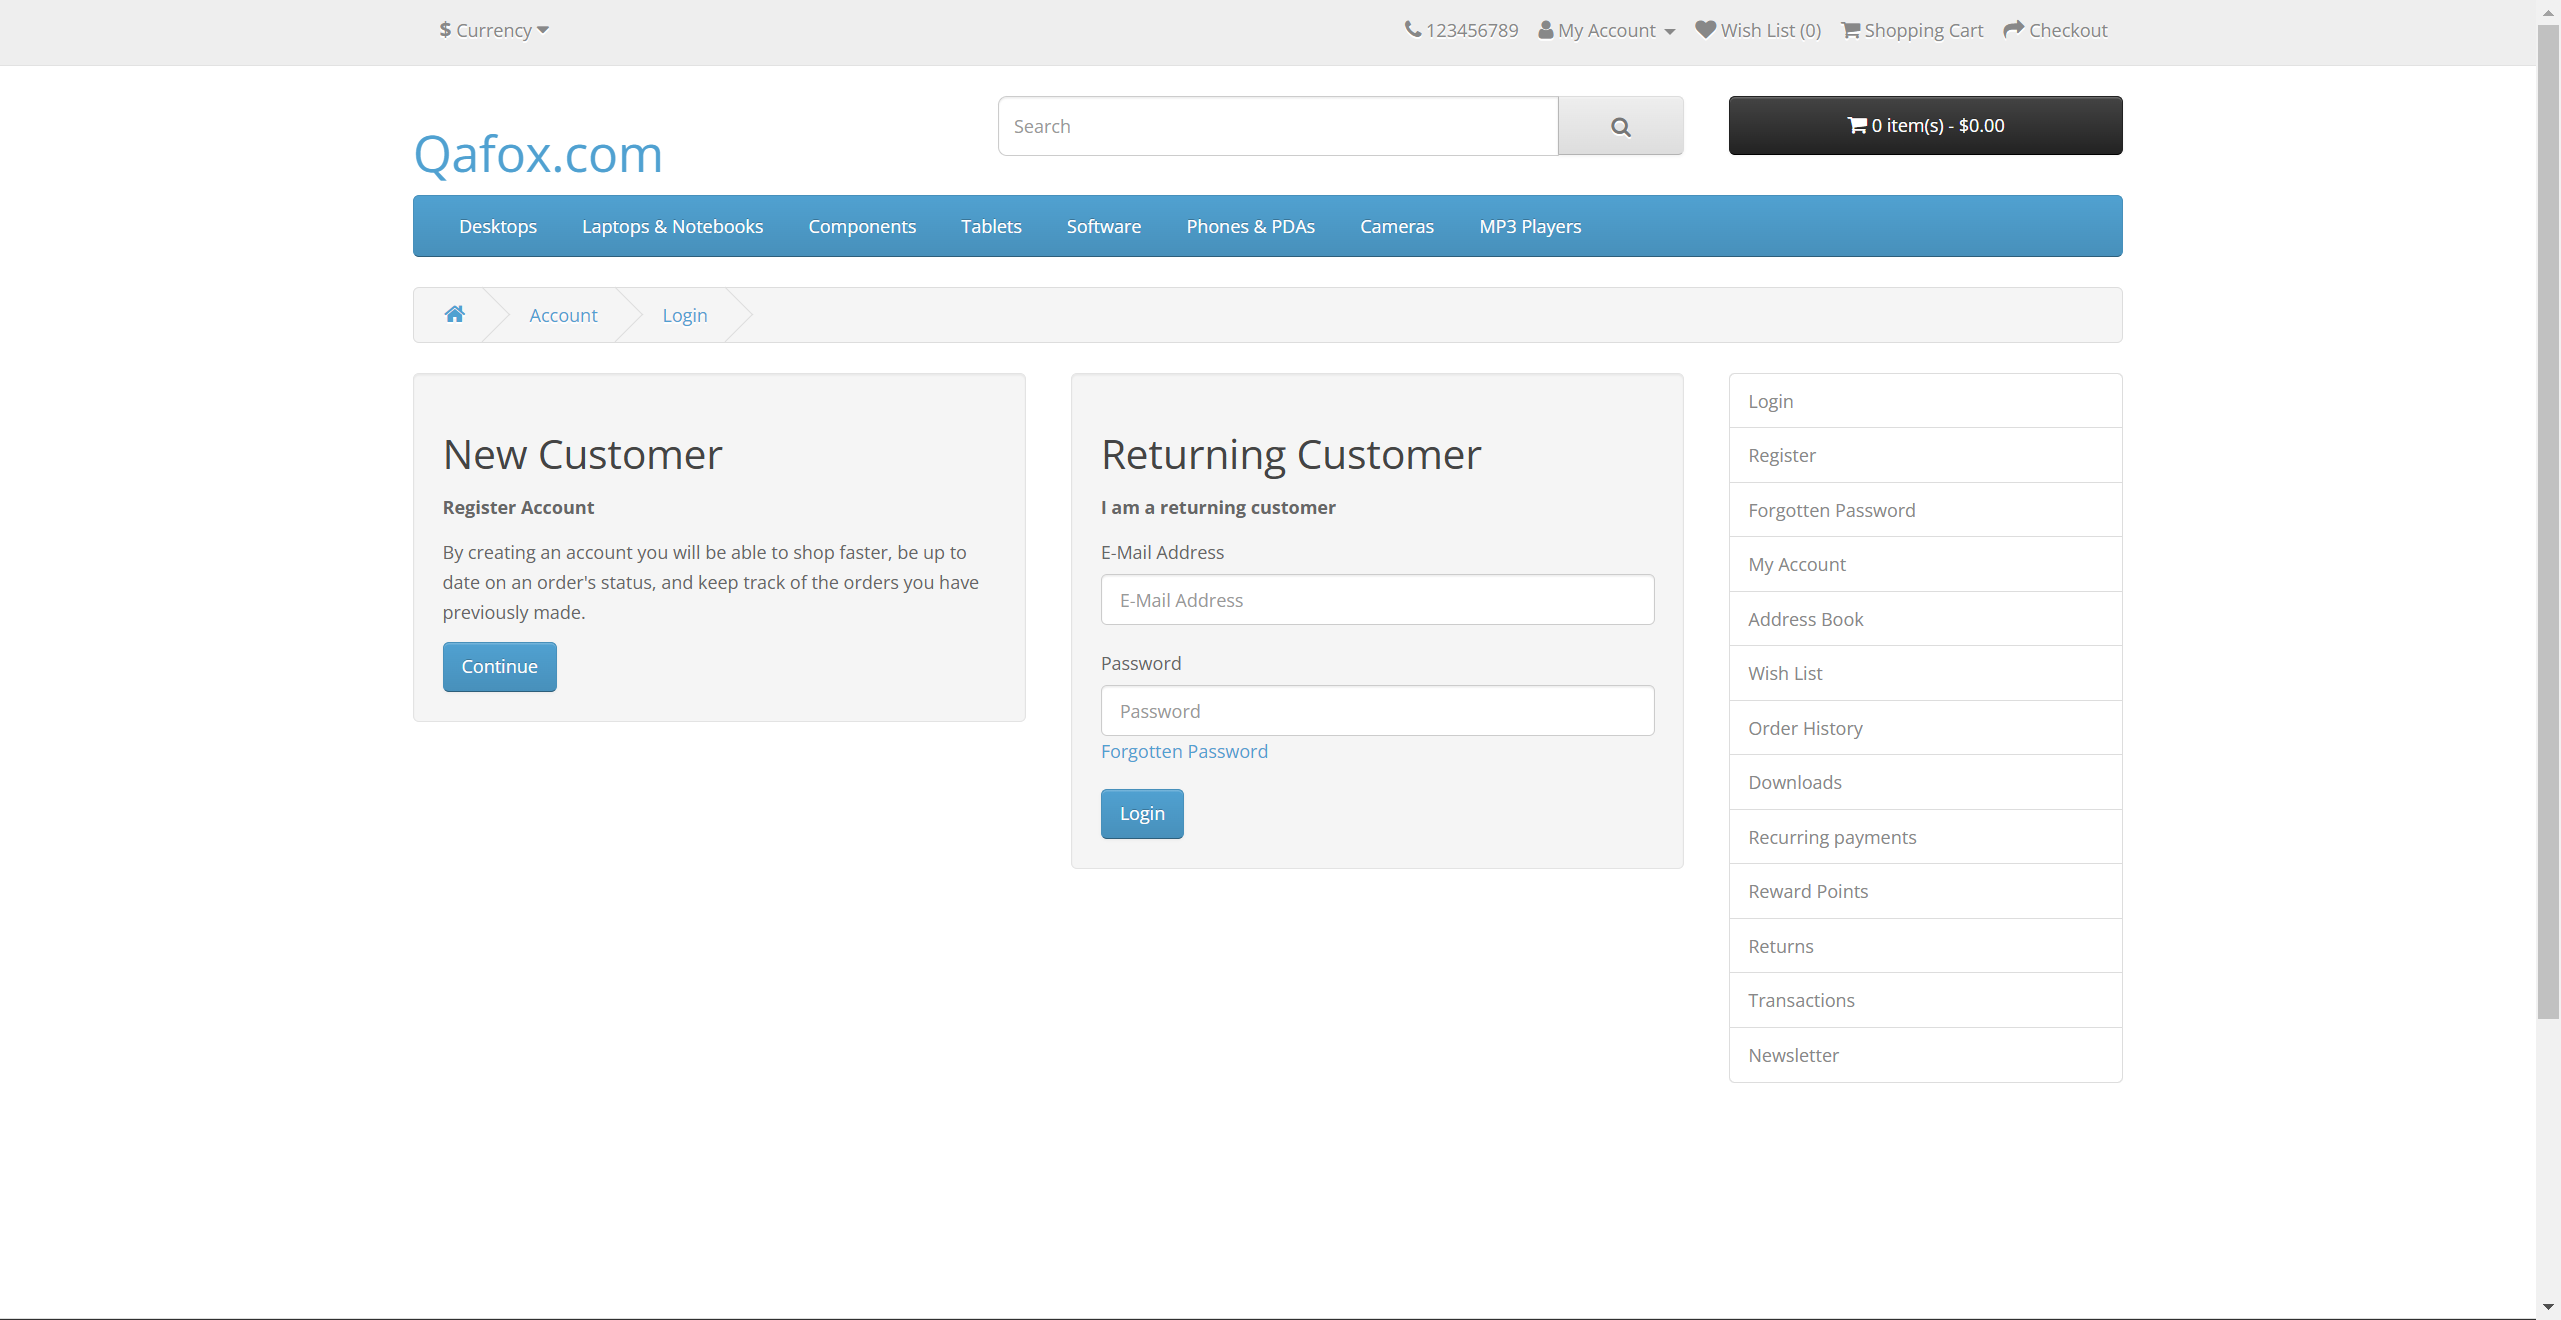 $ Currency
123456789 My Account Wish List (0) Shopping Cart Checkout
Qafox.com
Search
0 item(s) - $0.00
Desktops Laptops & Notebooks Components Tablets Software Phones & PDAs Cameras MP3 Players
Account Login
New Customer
Register Account
By creating an account you will be able to shop faster, be up to
date on an order's status, and keep track of the orders you have
previously made.
Continue
Returning Customer
I am a returning customer
E-Mail Address
E-Mail Address
Password
Password
Forgotten Password
Login
Login
Register
Forgotten Password
My Account
Address Book
Wish List
Order History
Downloads
Recurring payments
Reward Points
Returns
Transactions
Newsletter